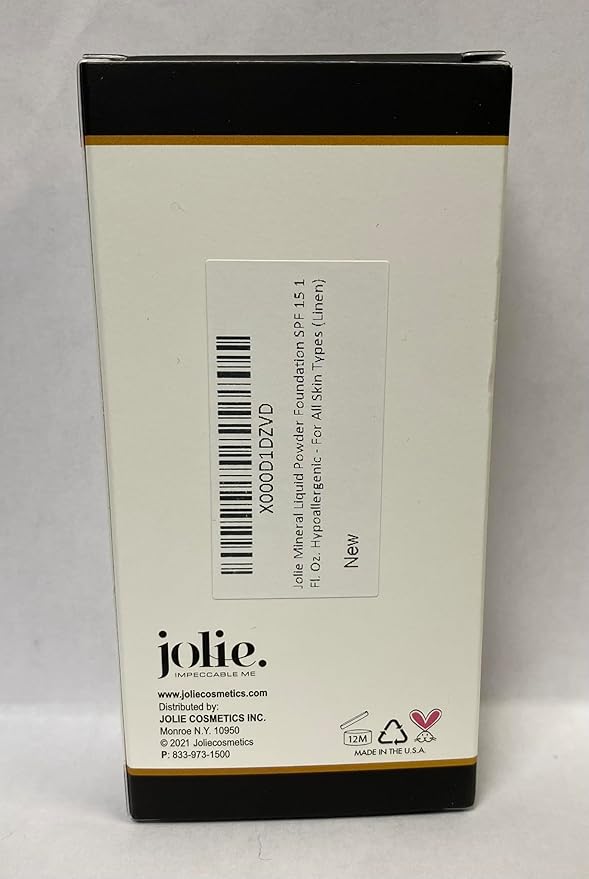 X000D1DZVD
Jolie Mineral Liquid Powder Foundation SPF 15 1
Fl. Oz. Hypoallergenic - For All Skin Types (Linen)
New
jolie.
IMPECCABLE ME
www.joliecosmetics.com
Distributed by:
JOLIE COSMETICS INC.
Monroe N.Y. 10950
© 2021 Joliecosmetics
P: 833-973-1500
12M
MADE IN THE U.S.A.